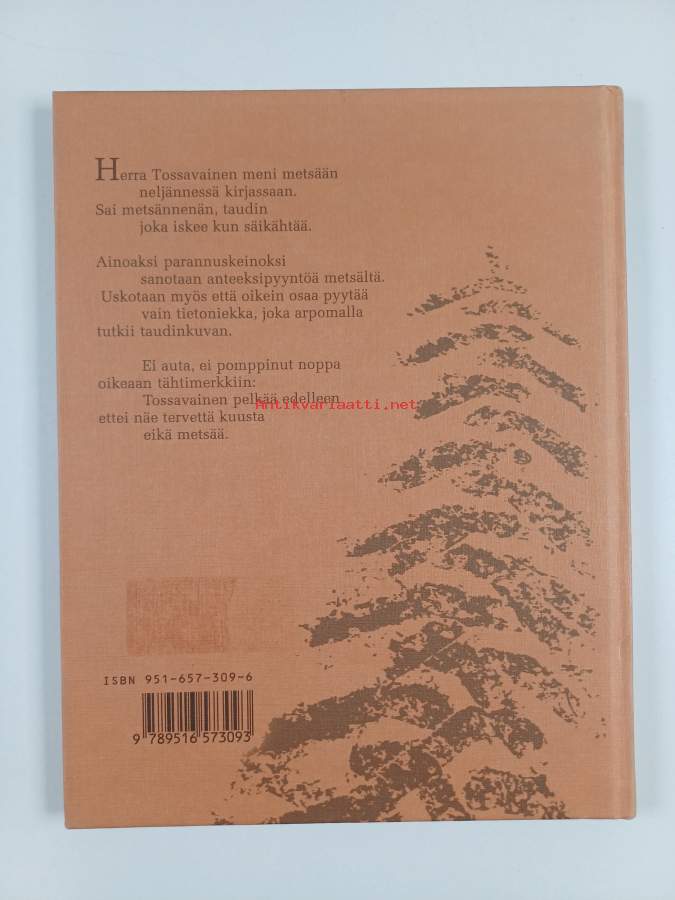 Herra Tossavainen meni metsään
neljännessä kirjassaan.
Sai metsännenän, taudin
joka iskee kun säikähtää.
Ainoaksi parannuskeinoksi
sanotaan anteeksipyyntöä metsältä.
Uskotaan myös että oikein osaa pyytää
vain tietoniekka, joka arpomalla
tutkii taudinkuvan.
Ei auta, ei pomppinut noppa
oikeaan tähtimerkkiin:
Tossavainen pelkää edelleen
Antikvariaatti.net
ettei näe tervettä kuusta
eikä metsää.
ISBN 951-657-309-6
9 789516 573093